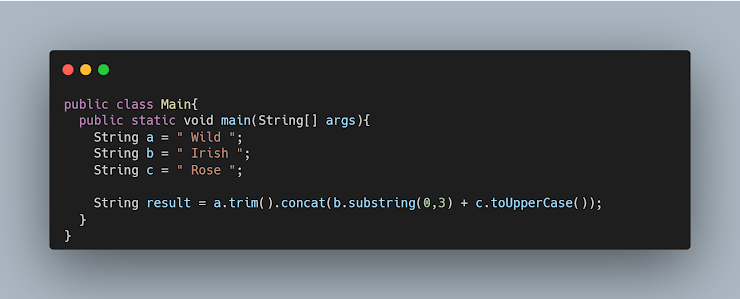 public class Main{
  public static void main(String[] args){
    String a = " Wild ";
    String b = " Irish ";
    String c = " Rose ";

    String result = a.trim().concat(b.substring(0,3) + c.toUpperCase());
  }
}